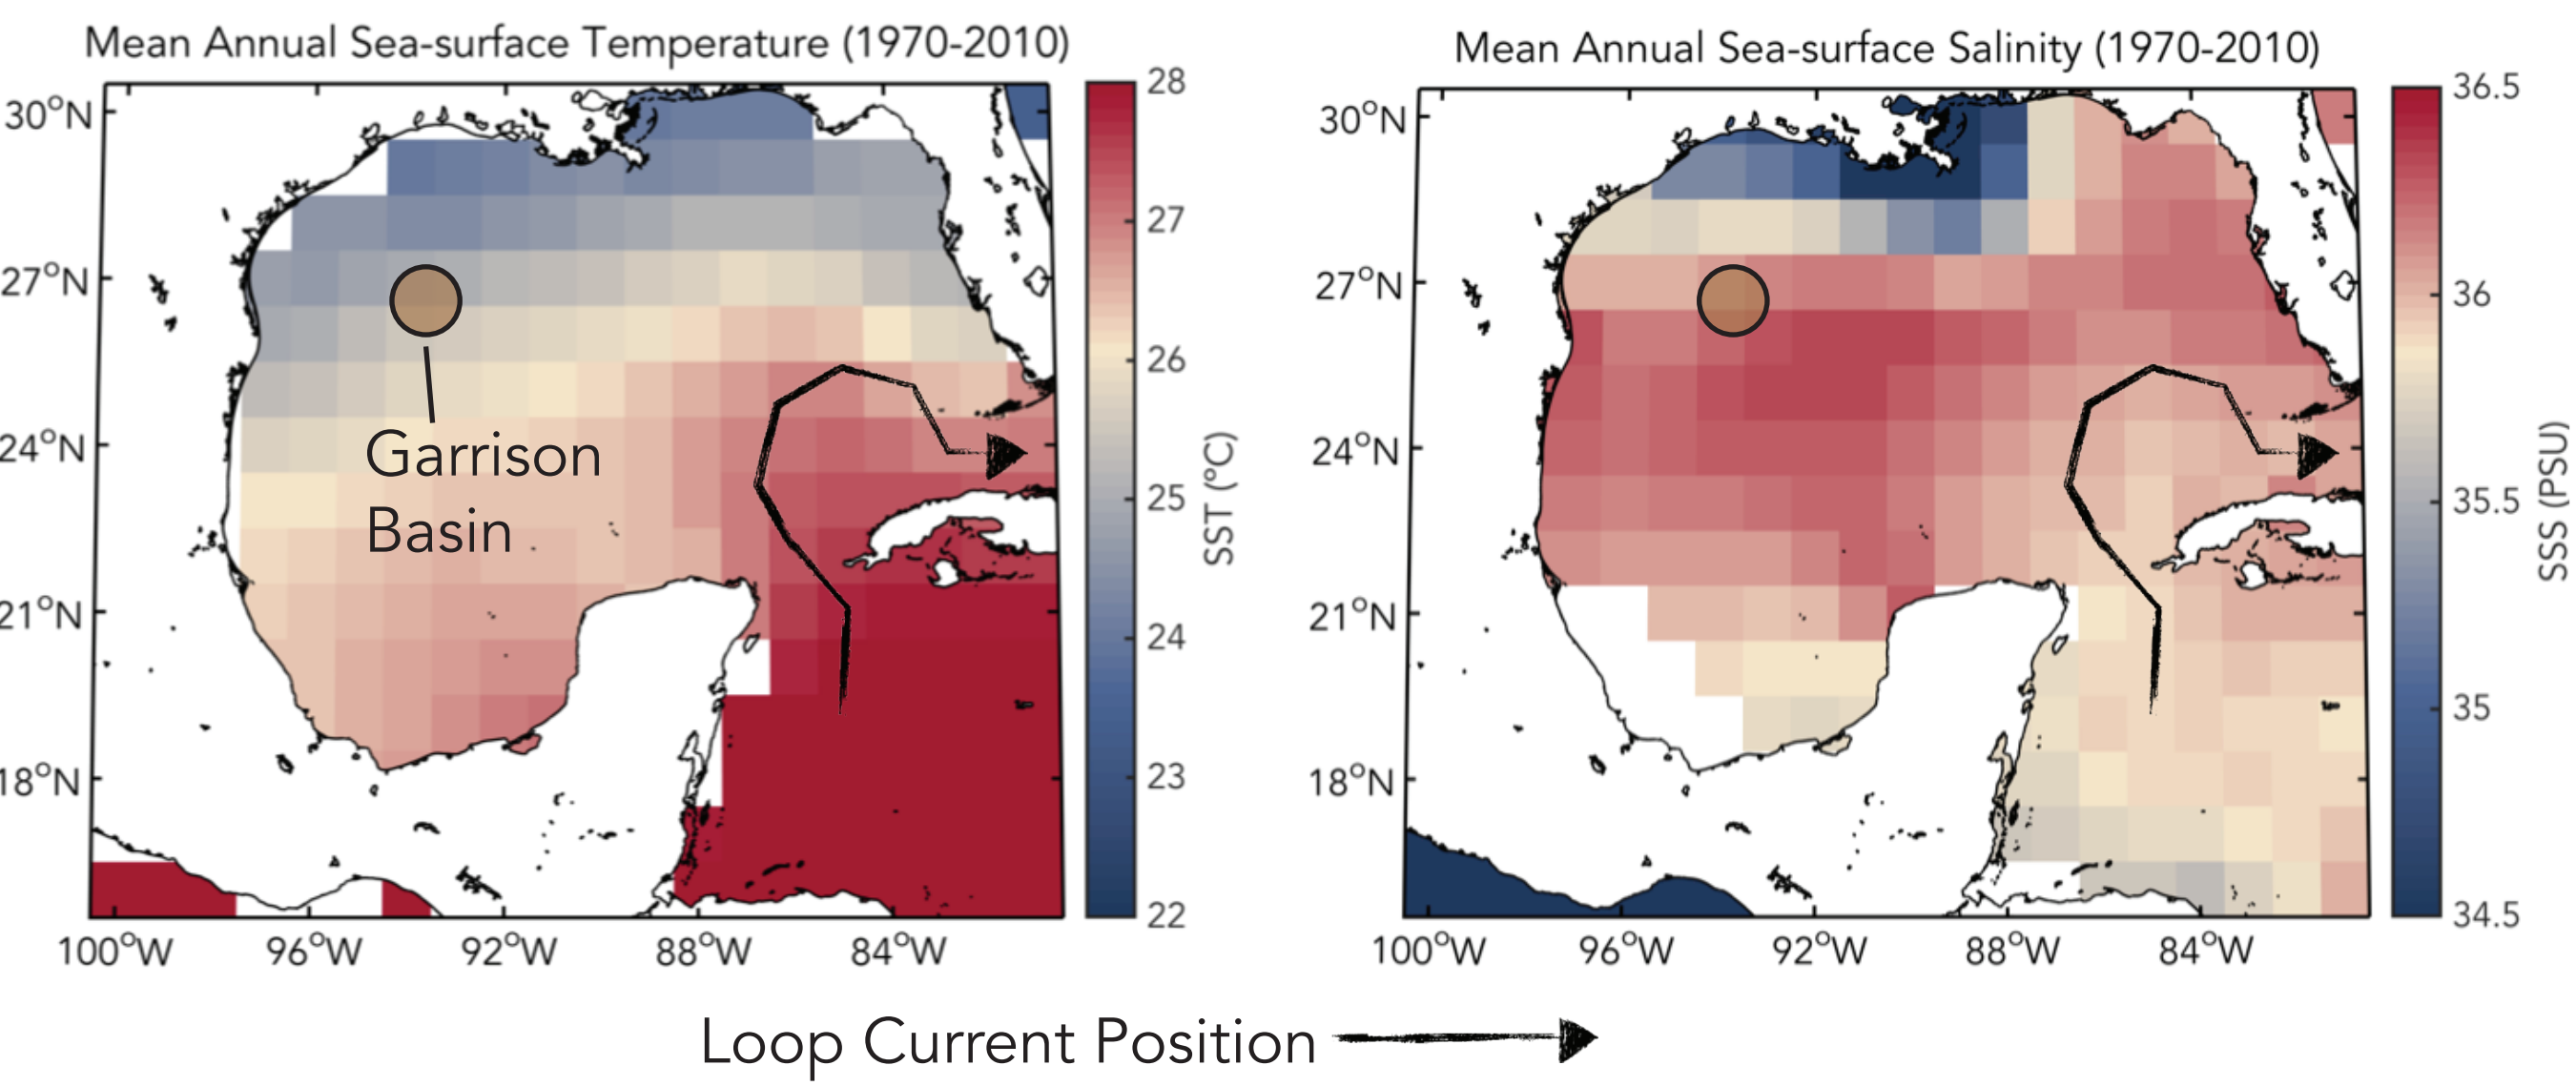 Mean Annual Sea-surface Temperature (1970-2010)
30°N
27°N
24°N
21°N
18°N
100°W 96°W 92°W 88°W 84°W
Garrison
Basin
28
27
26
25
24
23
22
SST (°C)
Mean Annual Sea-surface Salinity (1970-2010)
30°N
27°N
24°N
21°N
18°N
100°W 96°W 92°W 88°W 84°W
36.5
36
35.5
35
34.5
SSS (PSU)
Loop Current Position